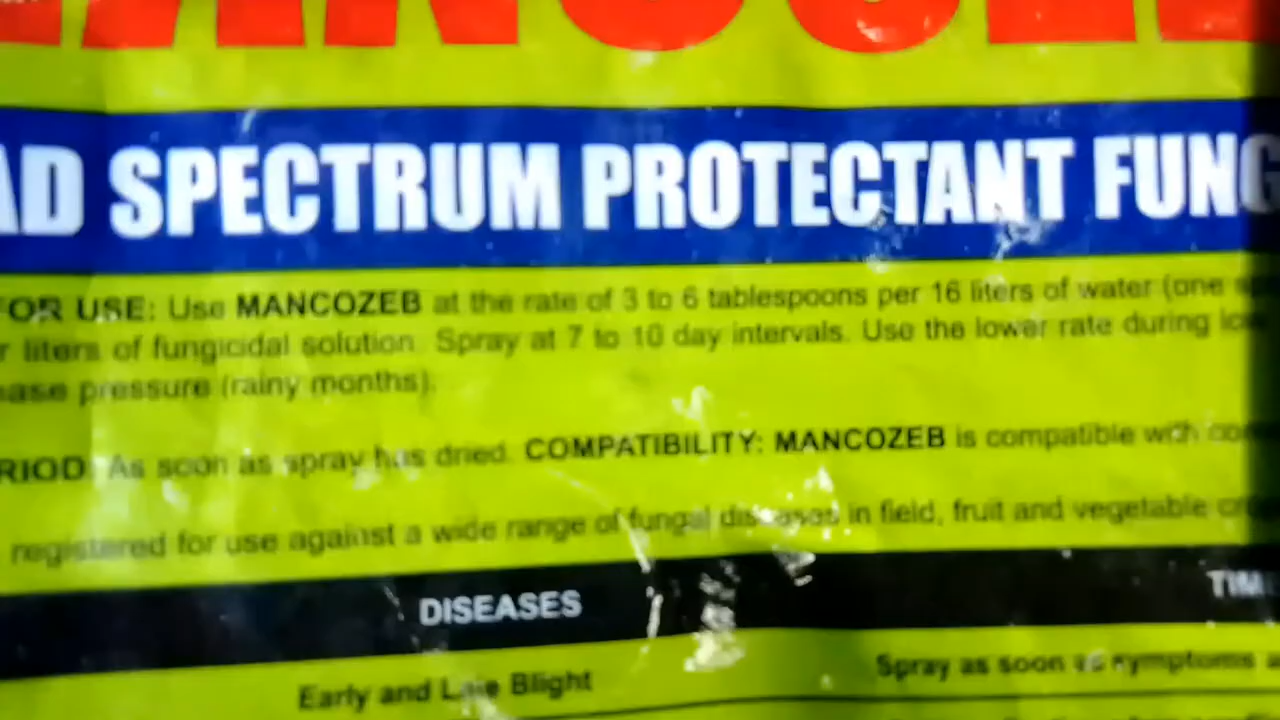 AD SPECTRUM PROTECTANT FUNG
FOR USE: Use MANCOZEB at the rate of 3 to 6 tablespoons per 16 liters of water (one
r liters of fungicidal solution. Spray at 7 to 10 day intervals. Use the lower rate during
ease pressure (rainy months).
RIOD: As soon as spray has dried. COMPATIBILITY: MANCOZEB is compatible with
registered for use against a wide range of fungal diseases in field, fruit and vegetable
DISEASES
TIM
Early and Late Blight
Spray as soon as symptoms